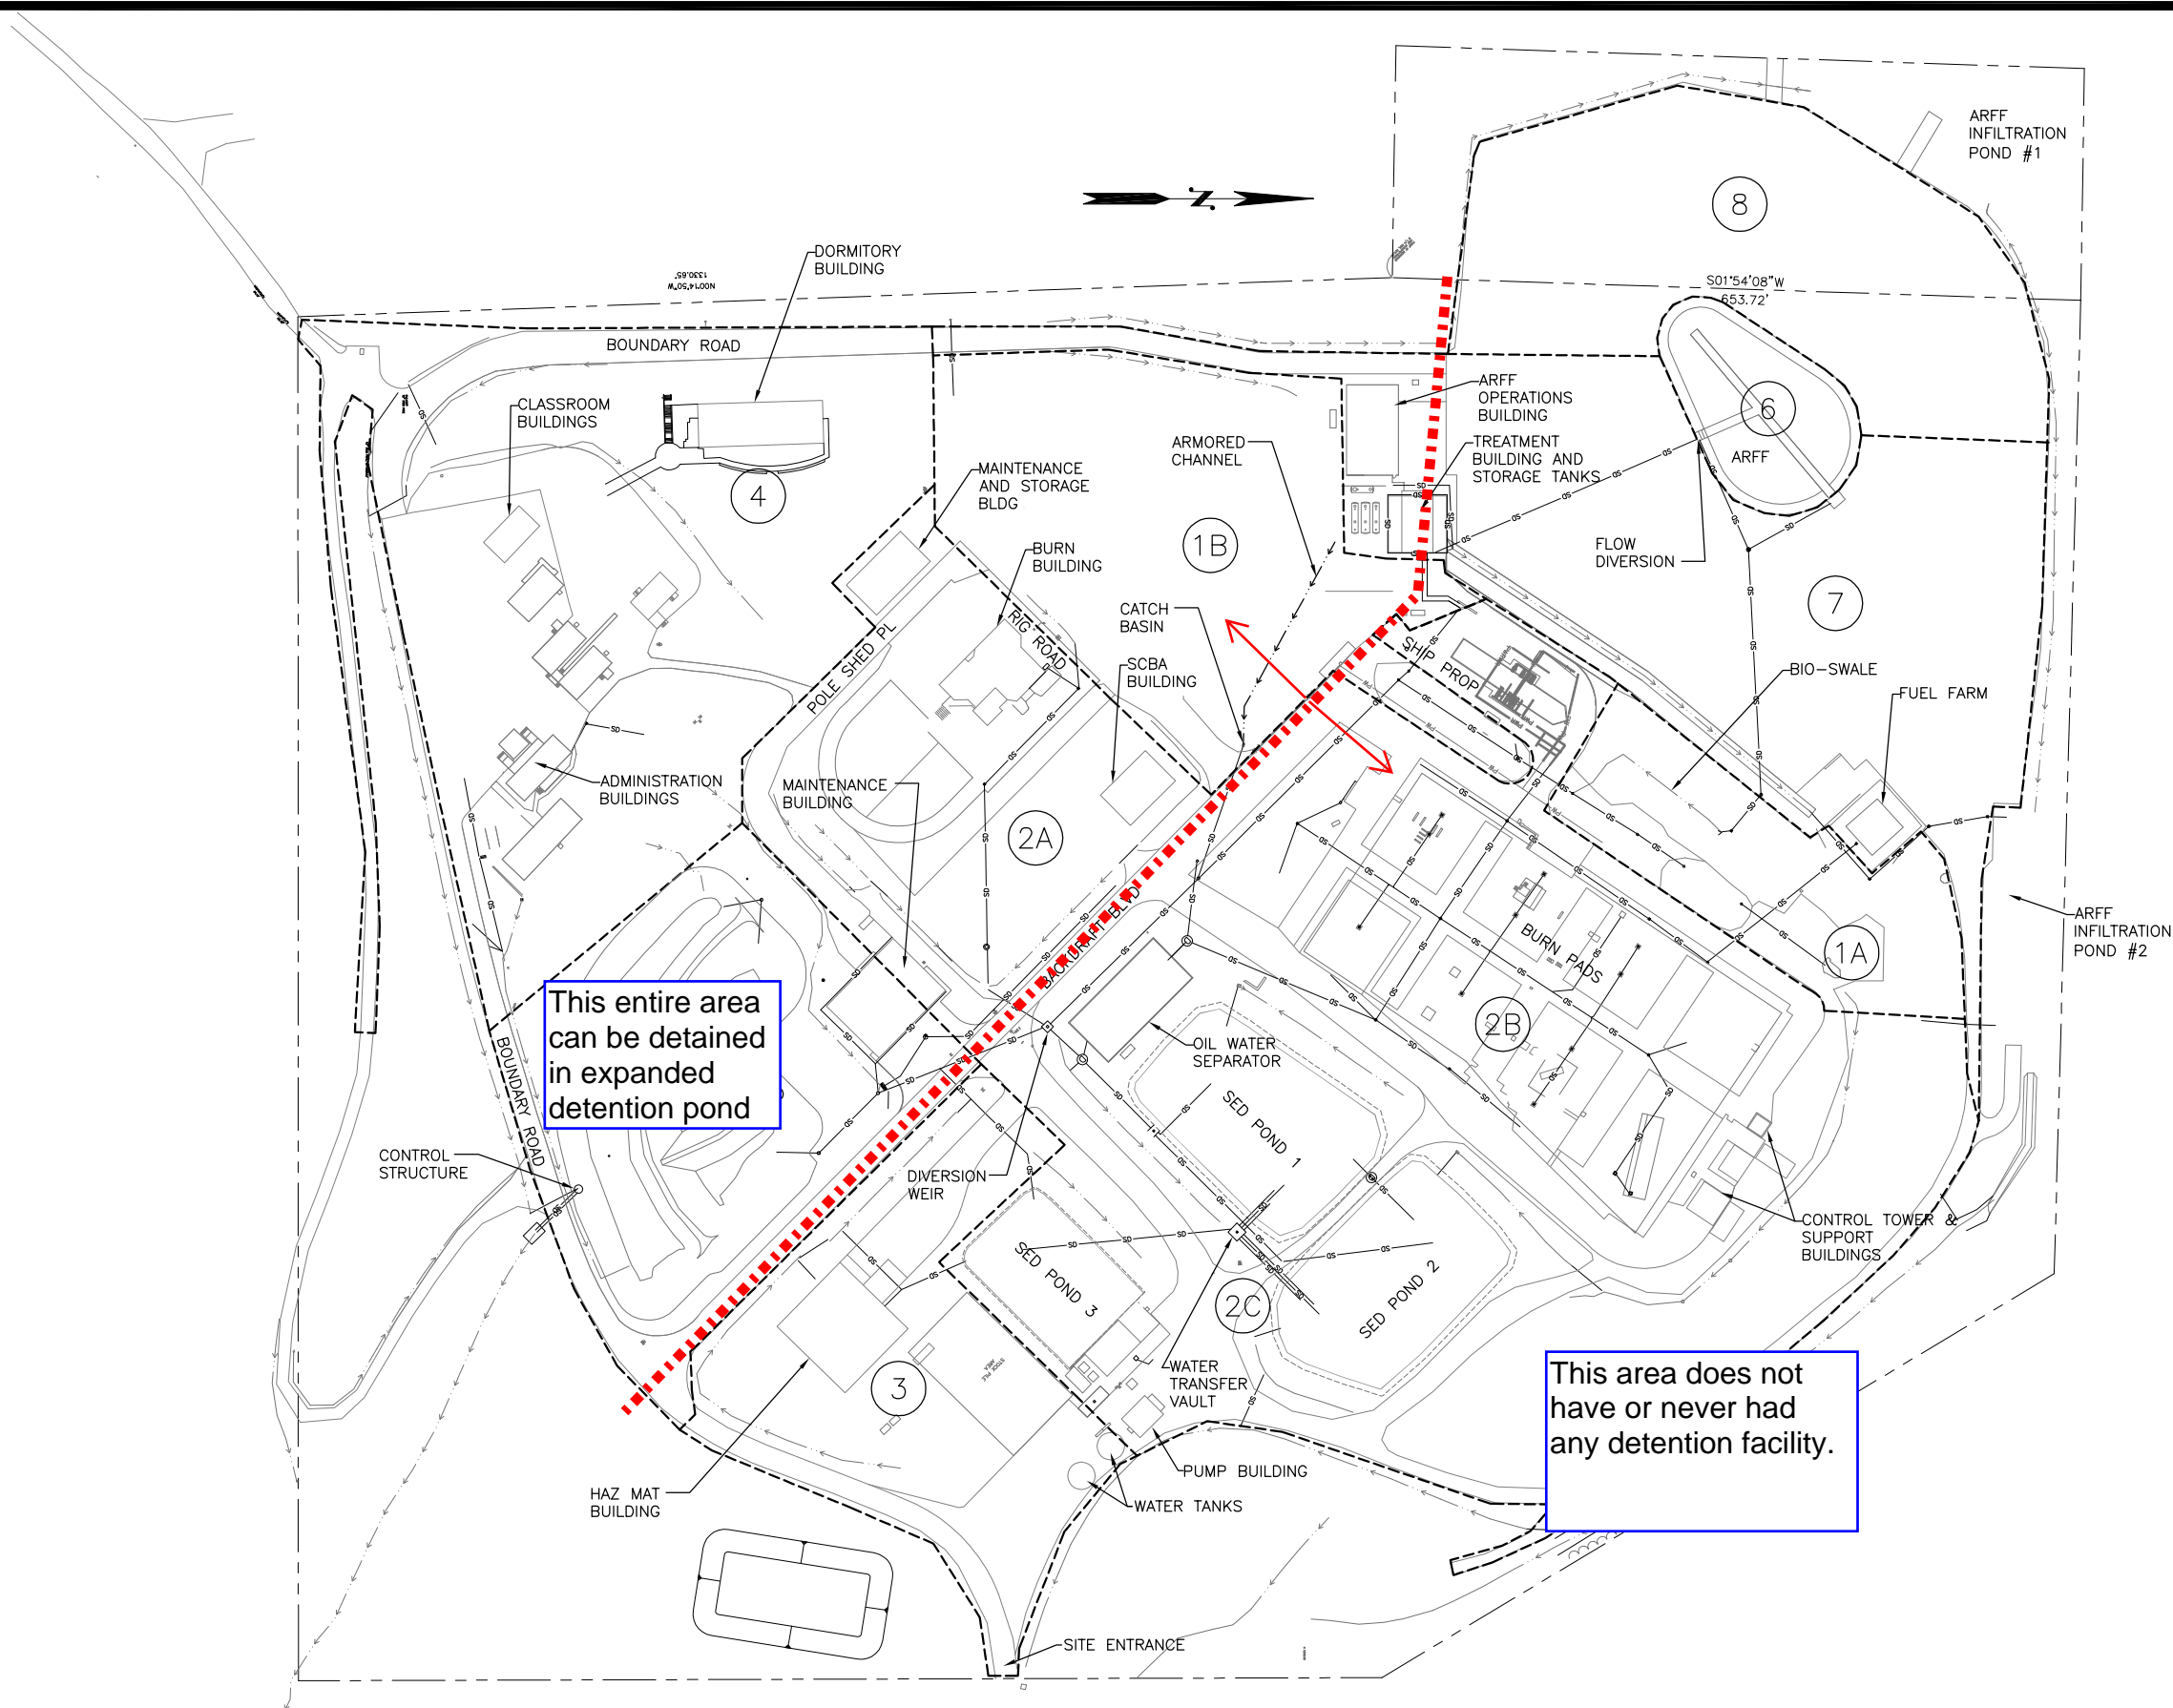 ARFF
INFILTRATION
POND #1
8
N
DORMITORY
BUILDING
1330.65'
N00°14'50"W
S01°54'08"W
653.72'
BOUNDARY ROAD
CLASSROOM
BUILDINGS
4
MAINTENANCE
AND STORAGE
BLDG
ARMORED
CHANNEL
ARFF
OPERATIONS
BUILDING
TREATMENT
BUILDING AND
STORAGE TANKS
6
ARFF
FLOW
DIVERSION
7
1B
BURN
BUILDING
RIG ROAD
POLE SHED PL
CATCH
BASIN
SCBA
BUILDING
SHIP PROP
BIO-SWALE
FUEL FARM
ADMINISTRATION
BUILDINGS
MAINTENANCE
BUILDING
2A
BACKDRAFT BLVD
BURN PADS
1A
ARFF
INFILTRATION
POND #2
2B
This entire area
can be detained
in expanded
detention pond
OIL WATER
SEPARATOR
SED POND 1
BOUNDARY ROAD
CONTROL
STRUCTURE
DIVERSION
WEIR
SED POND 3
2C
SED POND 2
CONTROL TOWER &
SUPPORT
BUILDINGS
3
STOCK PILE
AREA
WATER
TRANSFER
VAULT
This area does not
have or never had
any detention facility.
PUMP BUILDING
WATER TANKS
HAZ MAT
BUILDING
SITE ENTRANCE